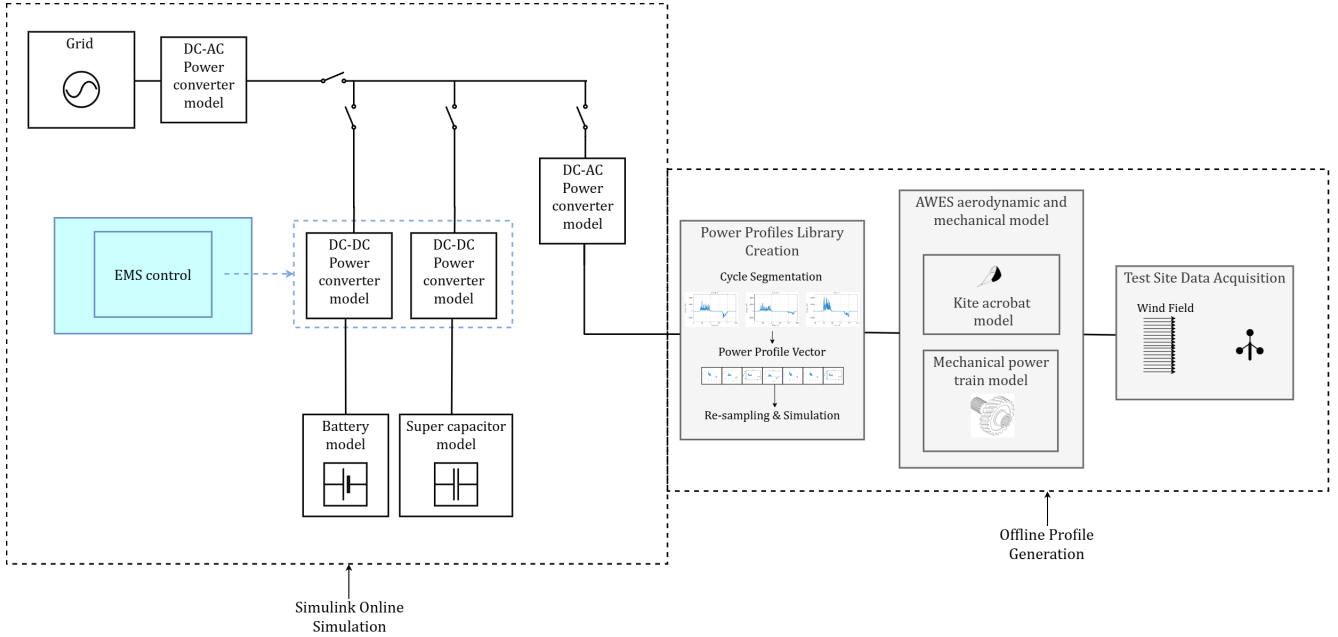 Grid
DC-AC
Power
converter
model
DC-AC
Power
converter
model
EMS control
DC-DC
Power
converter
model
DC-DC
Power
converter
model
Battery
model
Super capacitor
model
Simulink Online
Simulation
Power Profiles Library
Creation
Cycle Segmentation
Power Profile Vector
Re-sampling & Simulation
AWES aerodynamic and
mechanical model
Kite acrobat
model
Mechanical power
train model
Test Site Data Acquisition
Wind Field
Offline Profile
Generation